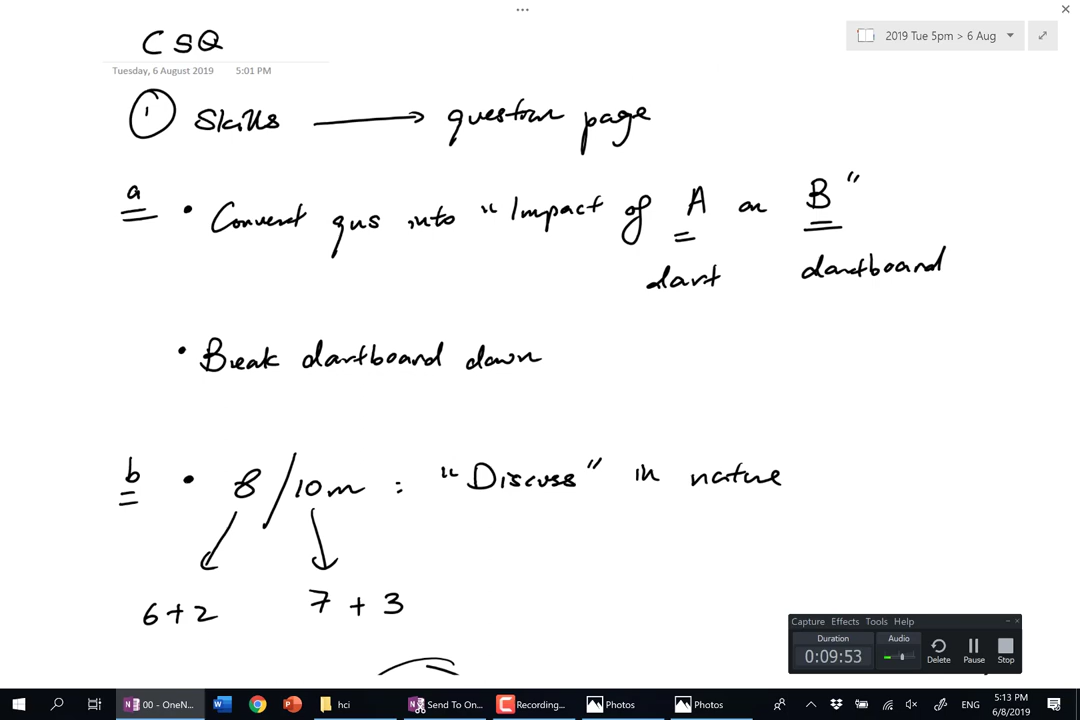 CSQ
2019 Tue 5pm > 6 Aug
Tuesday, 6 August 2019 5:01 PM
1 Skills → question page
a • Convert qns into "Impact of A on B"
dart dartboard
• Break dartboard down
b • 8/10m : "Discuss" in nature
6+2 7 + 3
Capture Effects Tools Help
Duration Audio
0:09:53 Delete Pause Stop
00 - OneN... hci Send To On... Recording... Photos Photos ENG 5:13 PM
6/8/2019